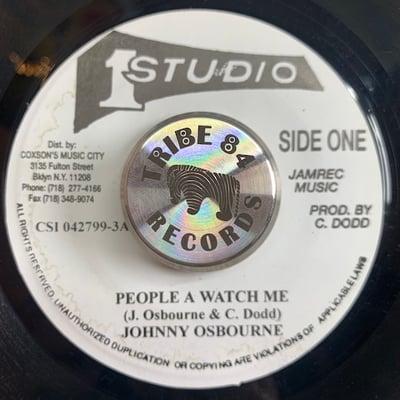 1
STUDIO
Dist. by:
COXSON'S MUSIC CITY
3135 Fulton Street
Bklyn N.Y. 11208
Phone: (718) 277-4166
Fax (718) 348-9074
CSI 042799-3A
TRIBE 84
RECORDS
SIDE ONE
JAMREC
MUSIC
PROD. BY
C. DODD
PEOPLE A WATCH ME
(J. Osbourne & C. Dodd)
JOHNNY OSBOURNE
ALL RIGHTS RESERVED. UNAUTHORIZED DUPLICATION OR COPYING ARE VIOLATIONS OF APPLICABLE LAWS